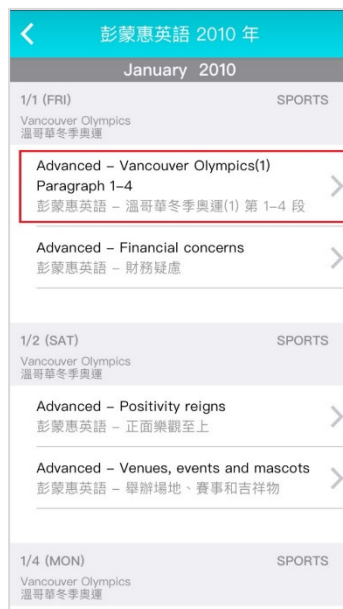 彭蒙惠英語 2010 年
January 2010
1/1 (FRI) SPORTS
Vancouver Olympics
溫哥華冬季奧運
Advanced – Vancouver Olympics(1)
Paragraph 1–4
彭蒙惠英語 – 溫哥華冬季奧運(1) 第 1–4 段
Advanced – Financial concerns
彭蒙惠英語 – 財務疑慮
1/2 (SAT) SPORTS
Vancouver Olympics
溫哥華冬季奧運
Advanced – Positivity reigns
彭蒙惠英語 – 正面樂觀至上
Advanced – Venues, events and mascots
彭蒙惠英語 – 舉辦場地、賽事和吉祥物
1/4 (MON) SPORTS
Vancouver Olympics
溫哥華冬季奧運